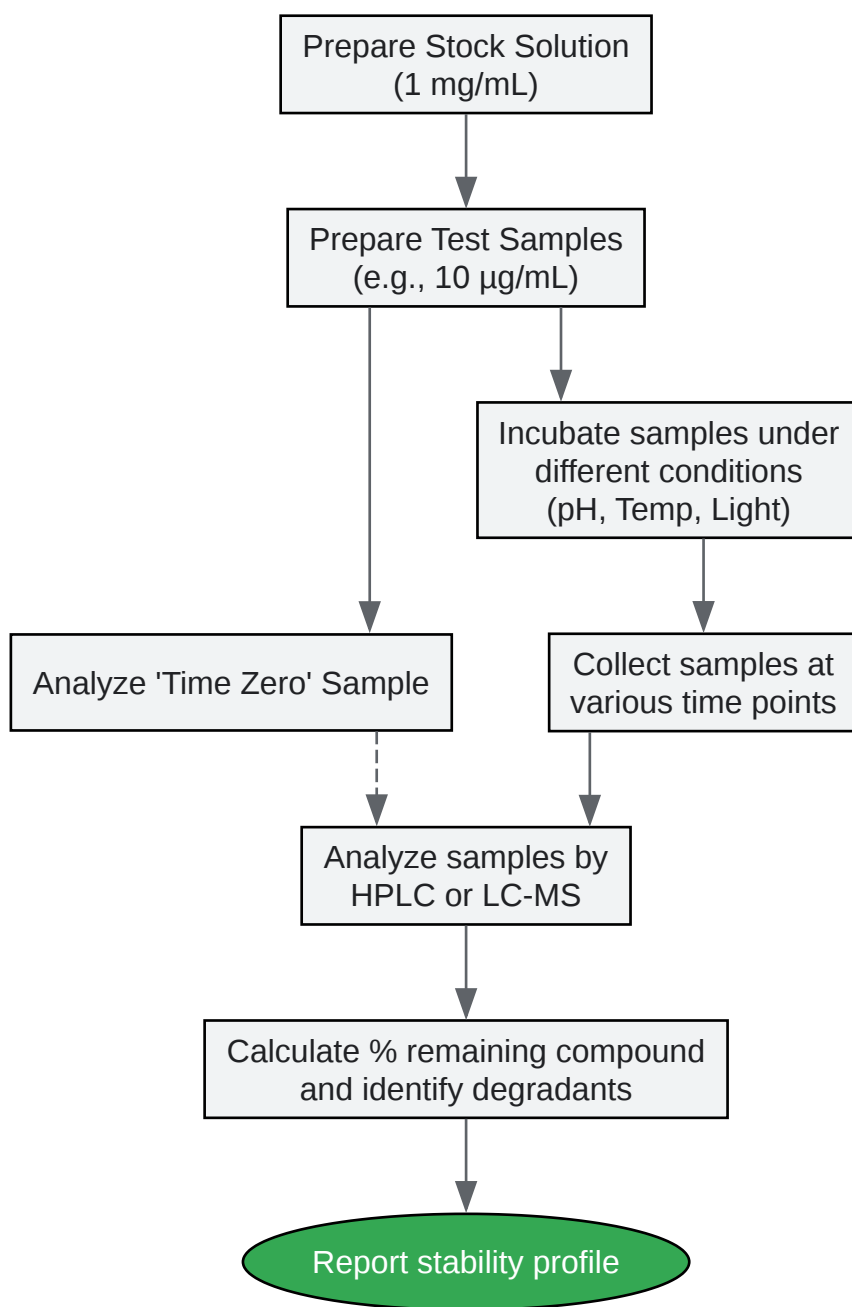 Prepare Stock Solution
(1 mg/mL)
Prepare Test Samples
(e.g., 10 µg/mL)
Incubate samples under
different conditions
(pH, Temp, Light)
Analyze 'Time Zero' Sample
Collect samples at
various time points
Analyze samples by
HPLC or LC-MS
Calculate % remaining compound
and identify degradants
Report stability profile